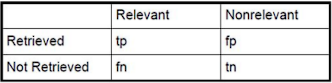 Relevant Nonrelevant
Retrieved tp fp
Not Retrieved fn tn